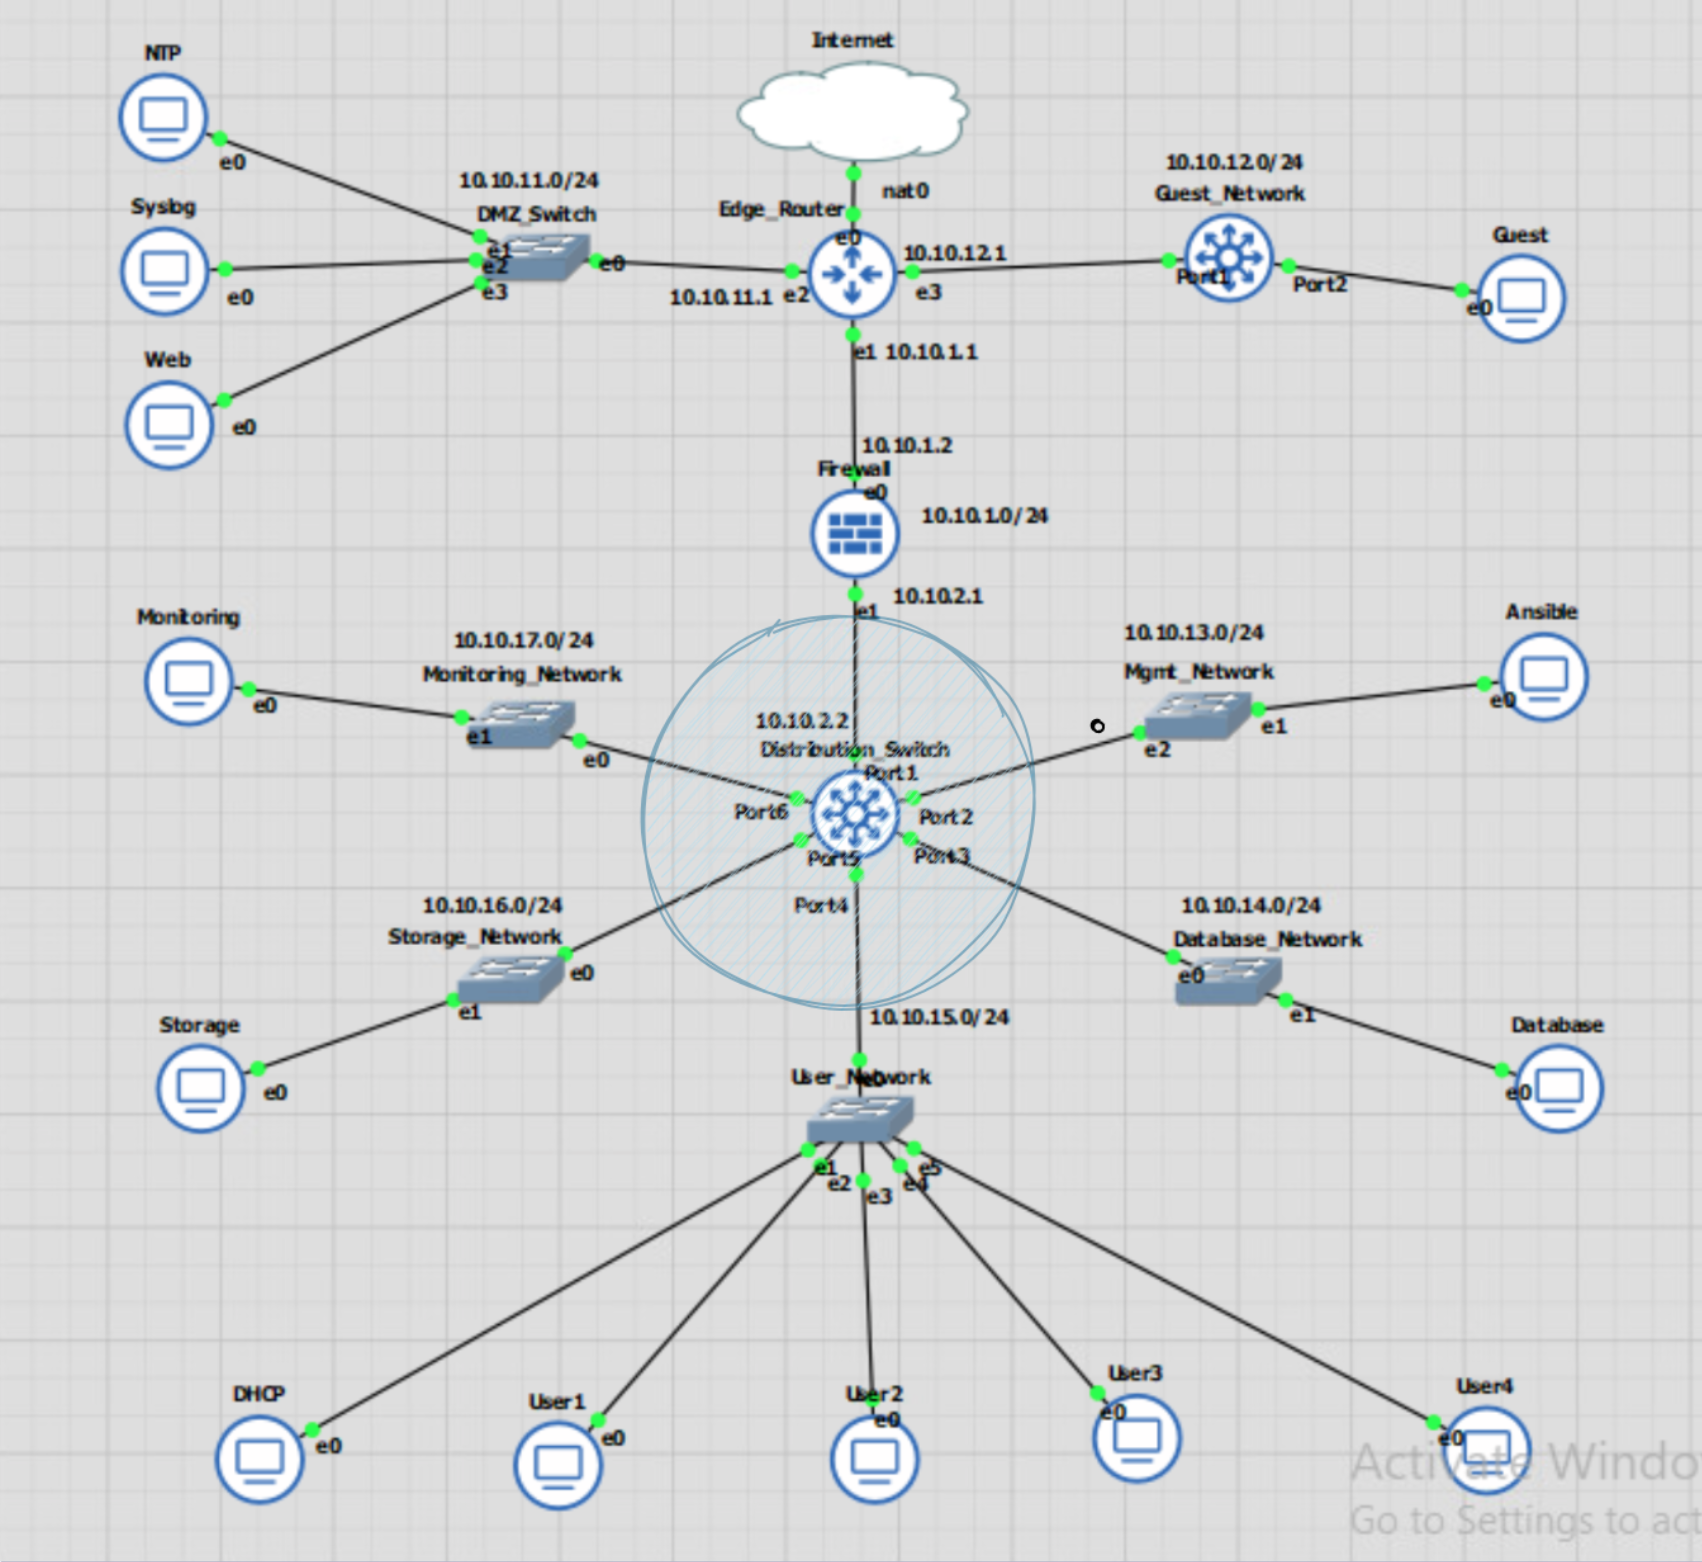 Internet
NTP
nat0
e0
10.10.12.0/24
Guest_Network
10.10.11.0/24
DMZ_Switch
Edge_Router
e0
Syslog
e1
e2
e3
e0
10.10.11.1
e2
10.10.12.1
e3
Port1
Port2
Guest
e0
e0
e1 10.10.1.1
Web
e0
10.10.1.2
Firewall
e0
10.10.1.0/24
e1
10.10.2.1
Monitoring
e0
10.10.17.0/24
Monitoring_Network
e1
e0
10.10.13.0/24
Mgmt_Network
e2
e1
Ansible
e0
10.10.2.2
Distribution_Switch
Port1
Port6
Port2
Port5
Port3
Port4
10.10.16.0/24
Storage_Network
e0
e1
10.10.14.0/24
Database_Network
e0
e1
Storage
e0
Database
e0
10.10.15.0/24
User_Network
e0
e1
e2
e3
e4
e5
DHCP
e0
User1
e0
User2
e0
User3
e0
User4
e0
Activate Windo
Go to Settings to act